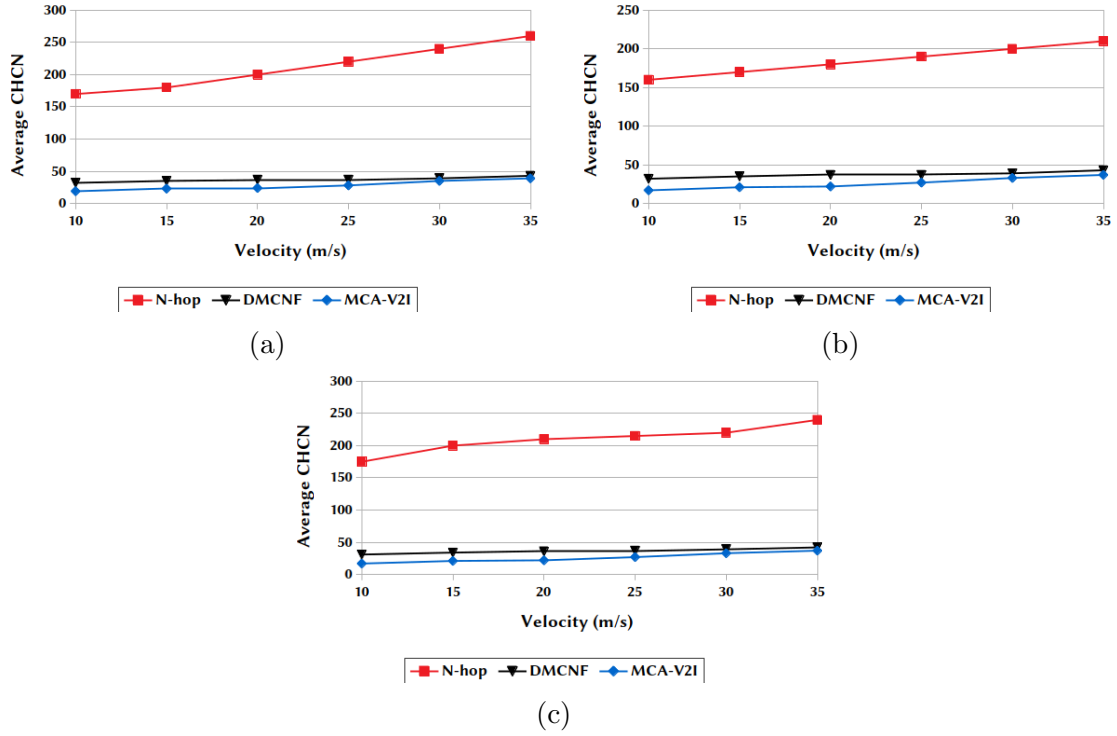 300
250
200
150
100
50
0
Average CHCN
10 15 20 25 30 35
Velocity (m/s)
N-hop DMCNF MCA-V2I
(a)
250
200
150
100
50
0
Average CHCN
10 15 20 25 30 35
Velocity (m/s)
N-hop DMCNF MCA-V2I
(b)
300
250
200
150
100
50
0
Average CHCN
10 15 20 25 30 35
Velocity (m/s)
N-hop DMCNF MCA-V2I
(c)